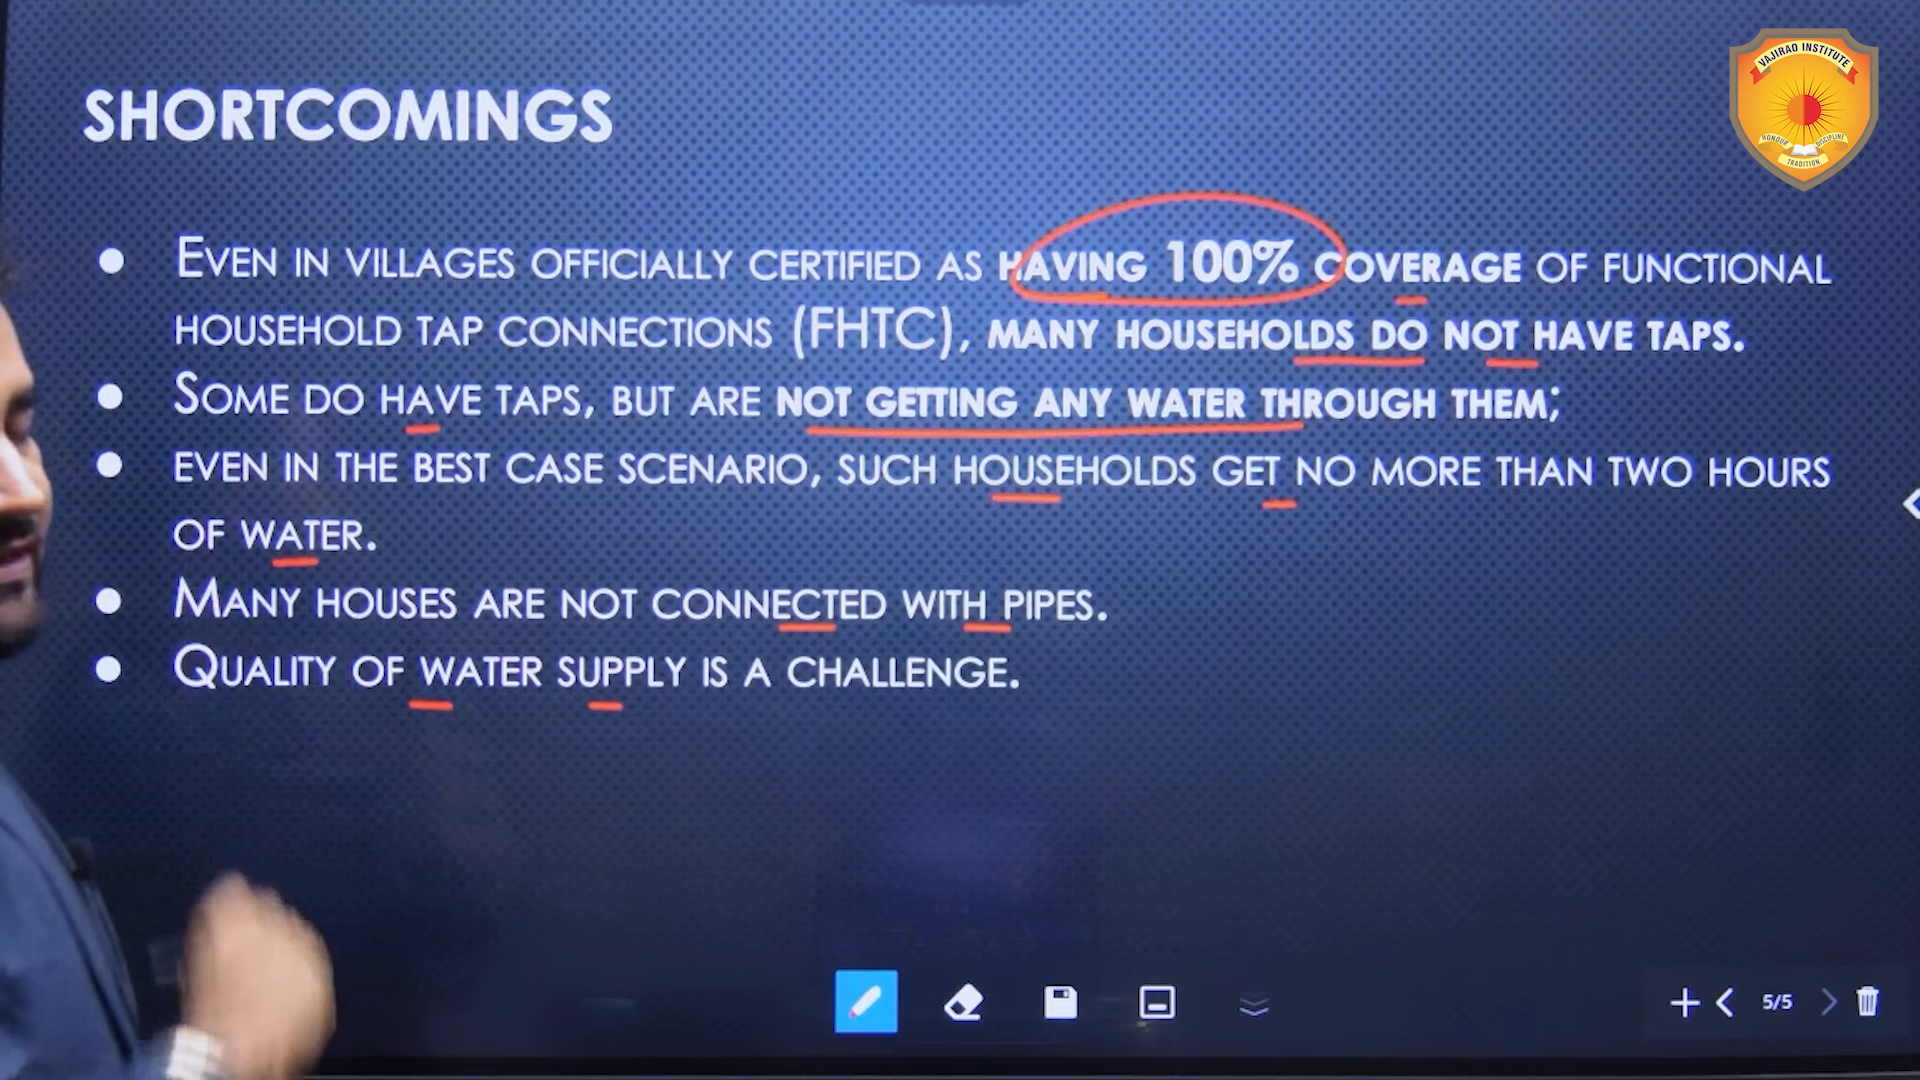 VAJIRAO INSTITUTE
HONOUR DISCIPLINE
TRADITION
SHORTCOMINGS
• EVEN IN VILLAGES OFFICIALLY CERTIFIED AS HAVING 100% COVERAGE OF FUNCTIONAL
HOUSEHOLD TAP CONNECTIONS (FHTC), MANY HOUSEHOLDS DO NOT HAVE TAPS.
• SOME DO HAVE TAPS, BUT ARE NOT GETTING ANY WATER THROUGH THEM;
• EVEN IN THE BEST CASE SCENARIO, SUCH HOUSEHOLDS GET NO MORE THAN TWO HOURS
OF WATER.
• MANY HOUSES ARE NOT CONNECTED WITH PIPES.
• QUALITY OF WATER SUPPLY IS A CHALLENGE.
5/5